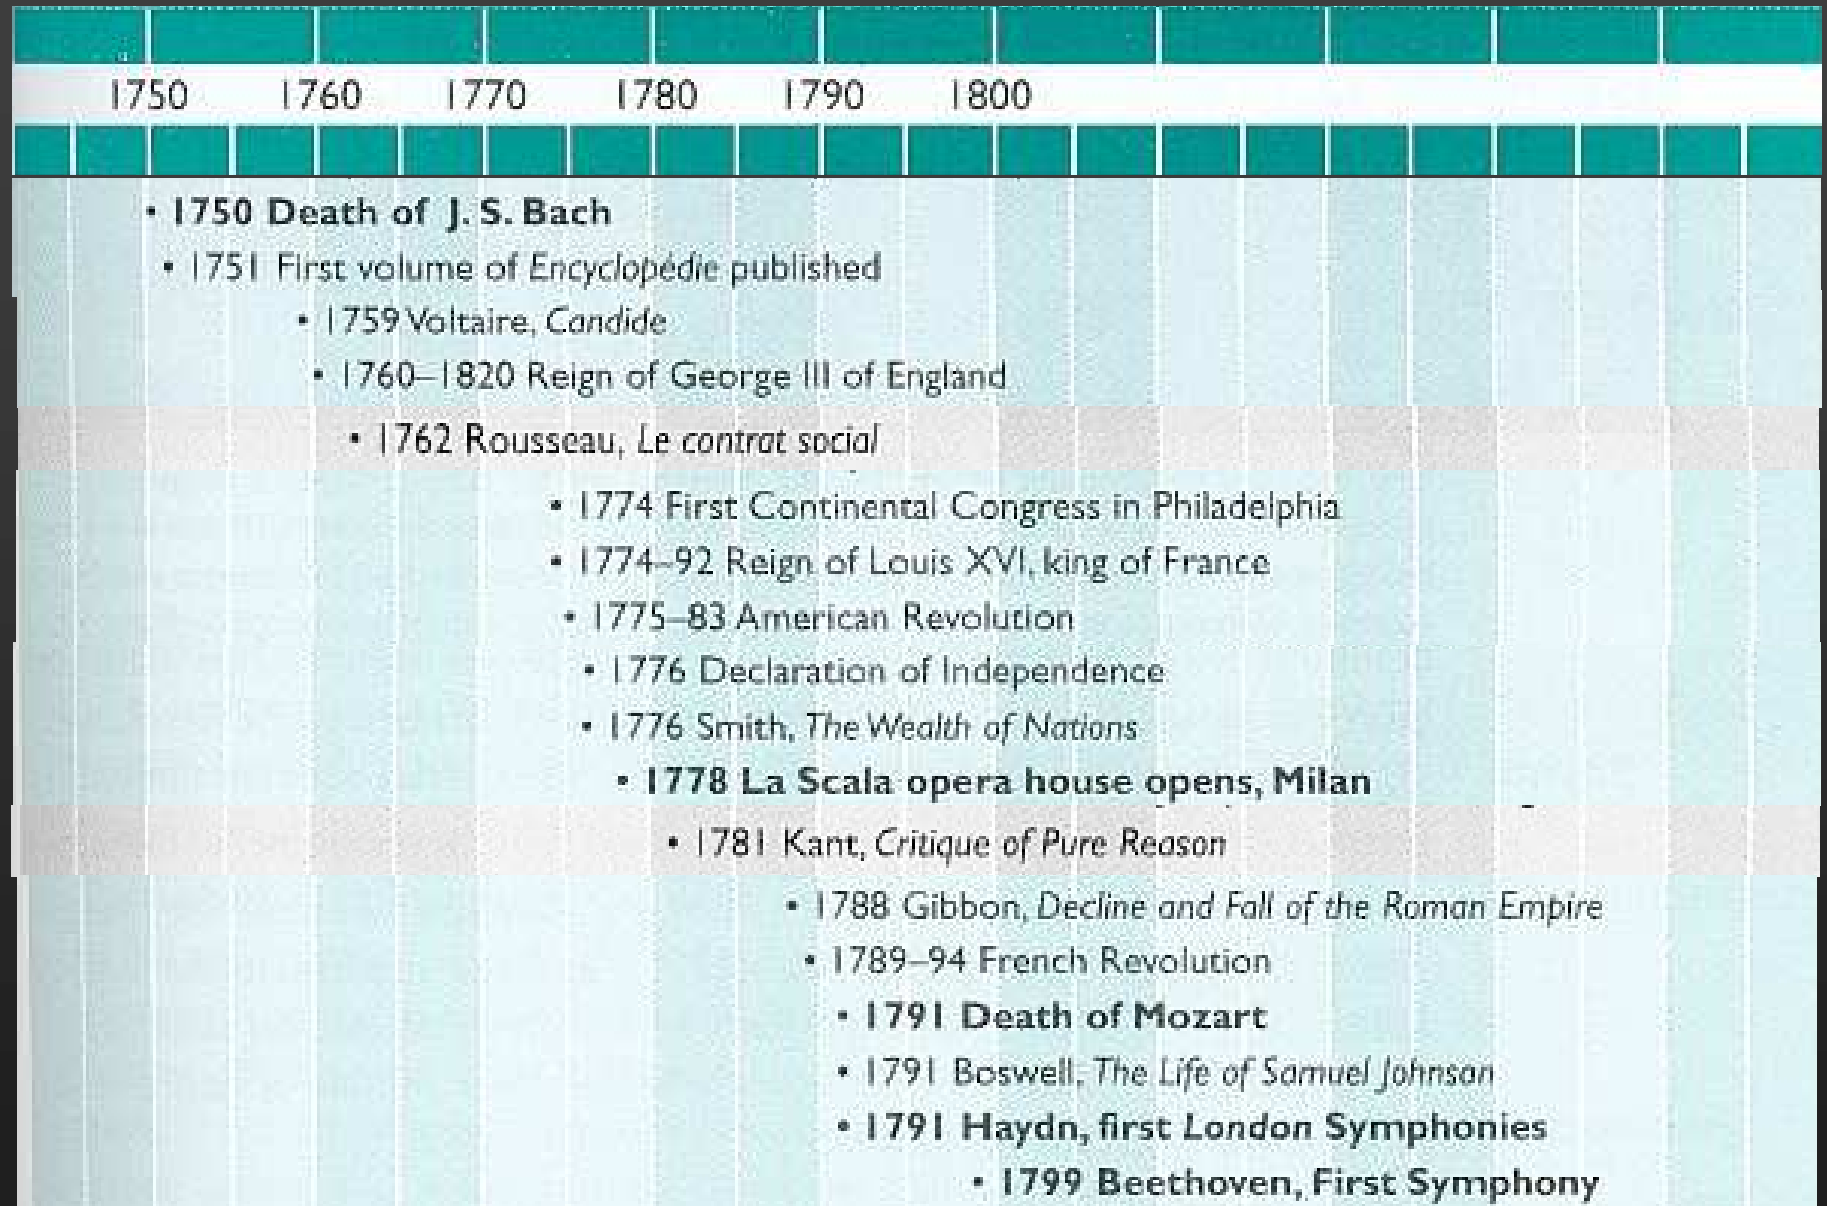 1750 1760 1770 1780 1790 1800
• 1750 Death of J. S. Bach
• 1751 First volume of Encyclopédie published
• 1759 Voltaire, Candide
• 1760–1820 Reign of George III of England
• 1762 Rousseau, Le contrat social
• 1774 First Continental Congress in Philadelphia
• 1774–92 Reign of Louis XVI, king of France
• 1775–83 American Revolution
• 1776 Declaration of Independence
• 1776 Smith, The Wealth of Nations
• 1778 La Scala opera house opens, Milan
• 1781 Kant, Critique of Pure Reason
• 1788 Gibbon, Decline and Fall of the Roman Empire
• 1789–94 French Revolution
• 1791 Death of Mozart
• 1791 Boswell, The Life of Samuel Johnson
• 1791 Haydn, first London Symphonies
• 1799 Beethoven, First Symphony